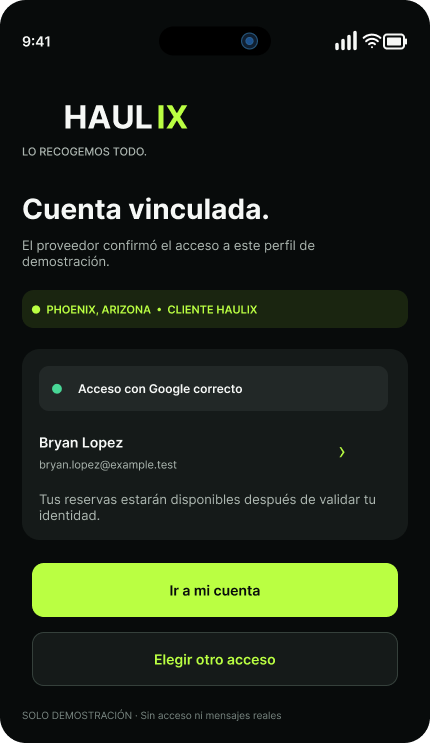 9:41
HAULIX
LO RECOGEMOS TODO.
Cuenta vinculada.
El proveedor confirmó el acceso a este perfil de
demostración.
PHOENIX, ARIZONA • CLIENTE HAULIX
Acceso con Google correcto
Bryan Lopez
bryan.lopez@example.test
Tus reservas estarán disponibles después de validar tu
identidad.
Ir a mi cuenta
Elegir otro acceso
SOLO DEMOSTRACIÓN · Sin acceso ni mensajes reales